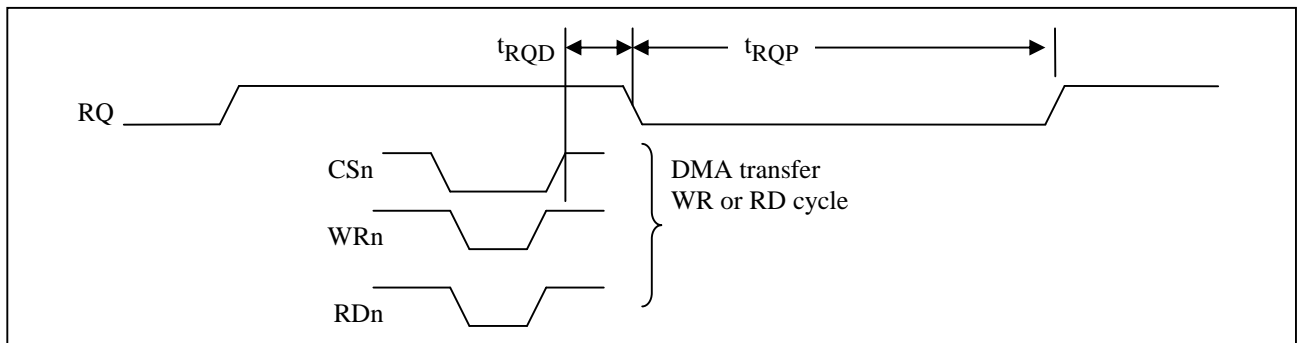 tRQD
tRQP
RQ
CSn
DMA transfer
WR or RD cycle
WRn
RDn